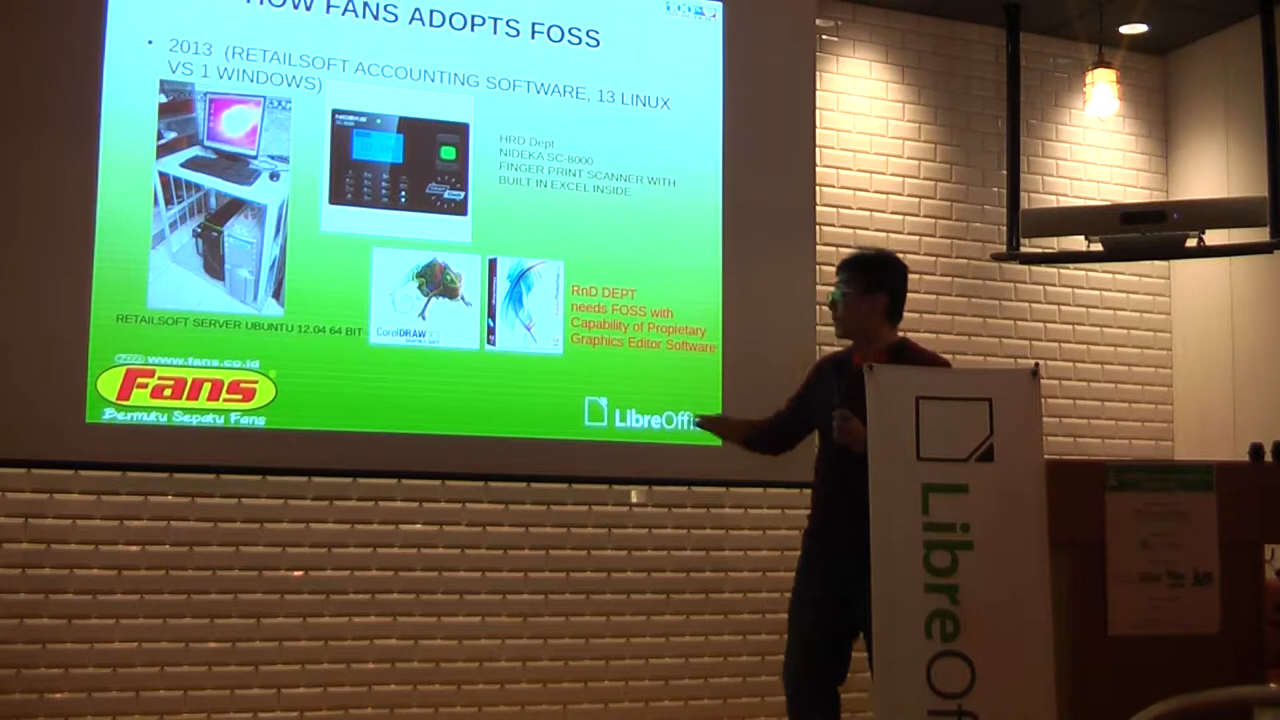 HOW FANS ADOPTS FOSS
• 2013 (RETAILSOFT ACCOUNTING SOFTWARE, 13 LINUX
VS 1 WINDOWS)
HRD Dept
NIDEKA SC-8000
FINGER PRINT SCANNER WITH
BUILT IN EXCEL INSIDE
CorelDRAW
RnD DEPT
needs FOSS with
Capability of Propietary
Graphics Editor Software
RETAILSOFT SERVER UBUNTU 12.04 64 BIT
www.fans.co.id
Fans
Bermutu Sepatu Fans
LibreOffi
LibreOf